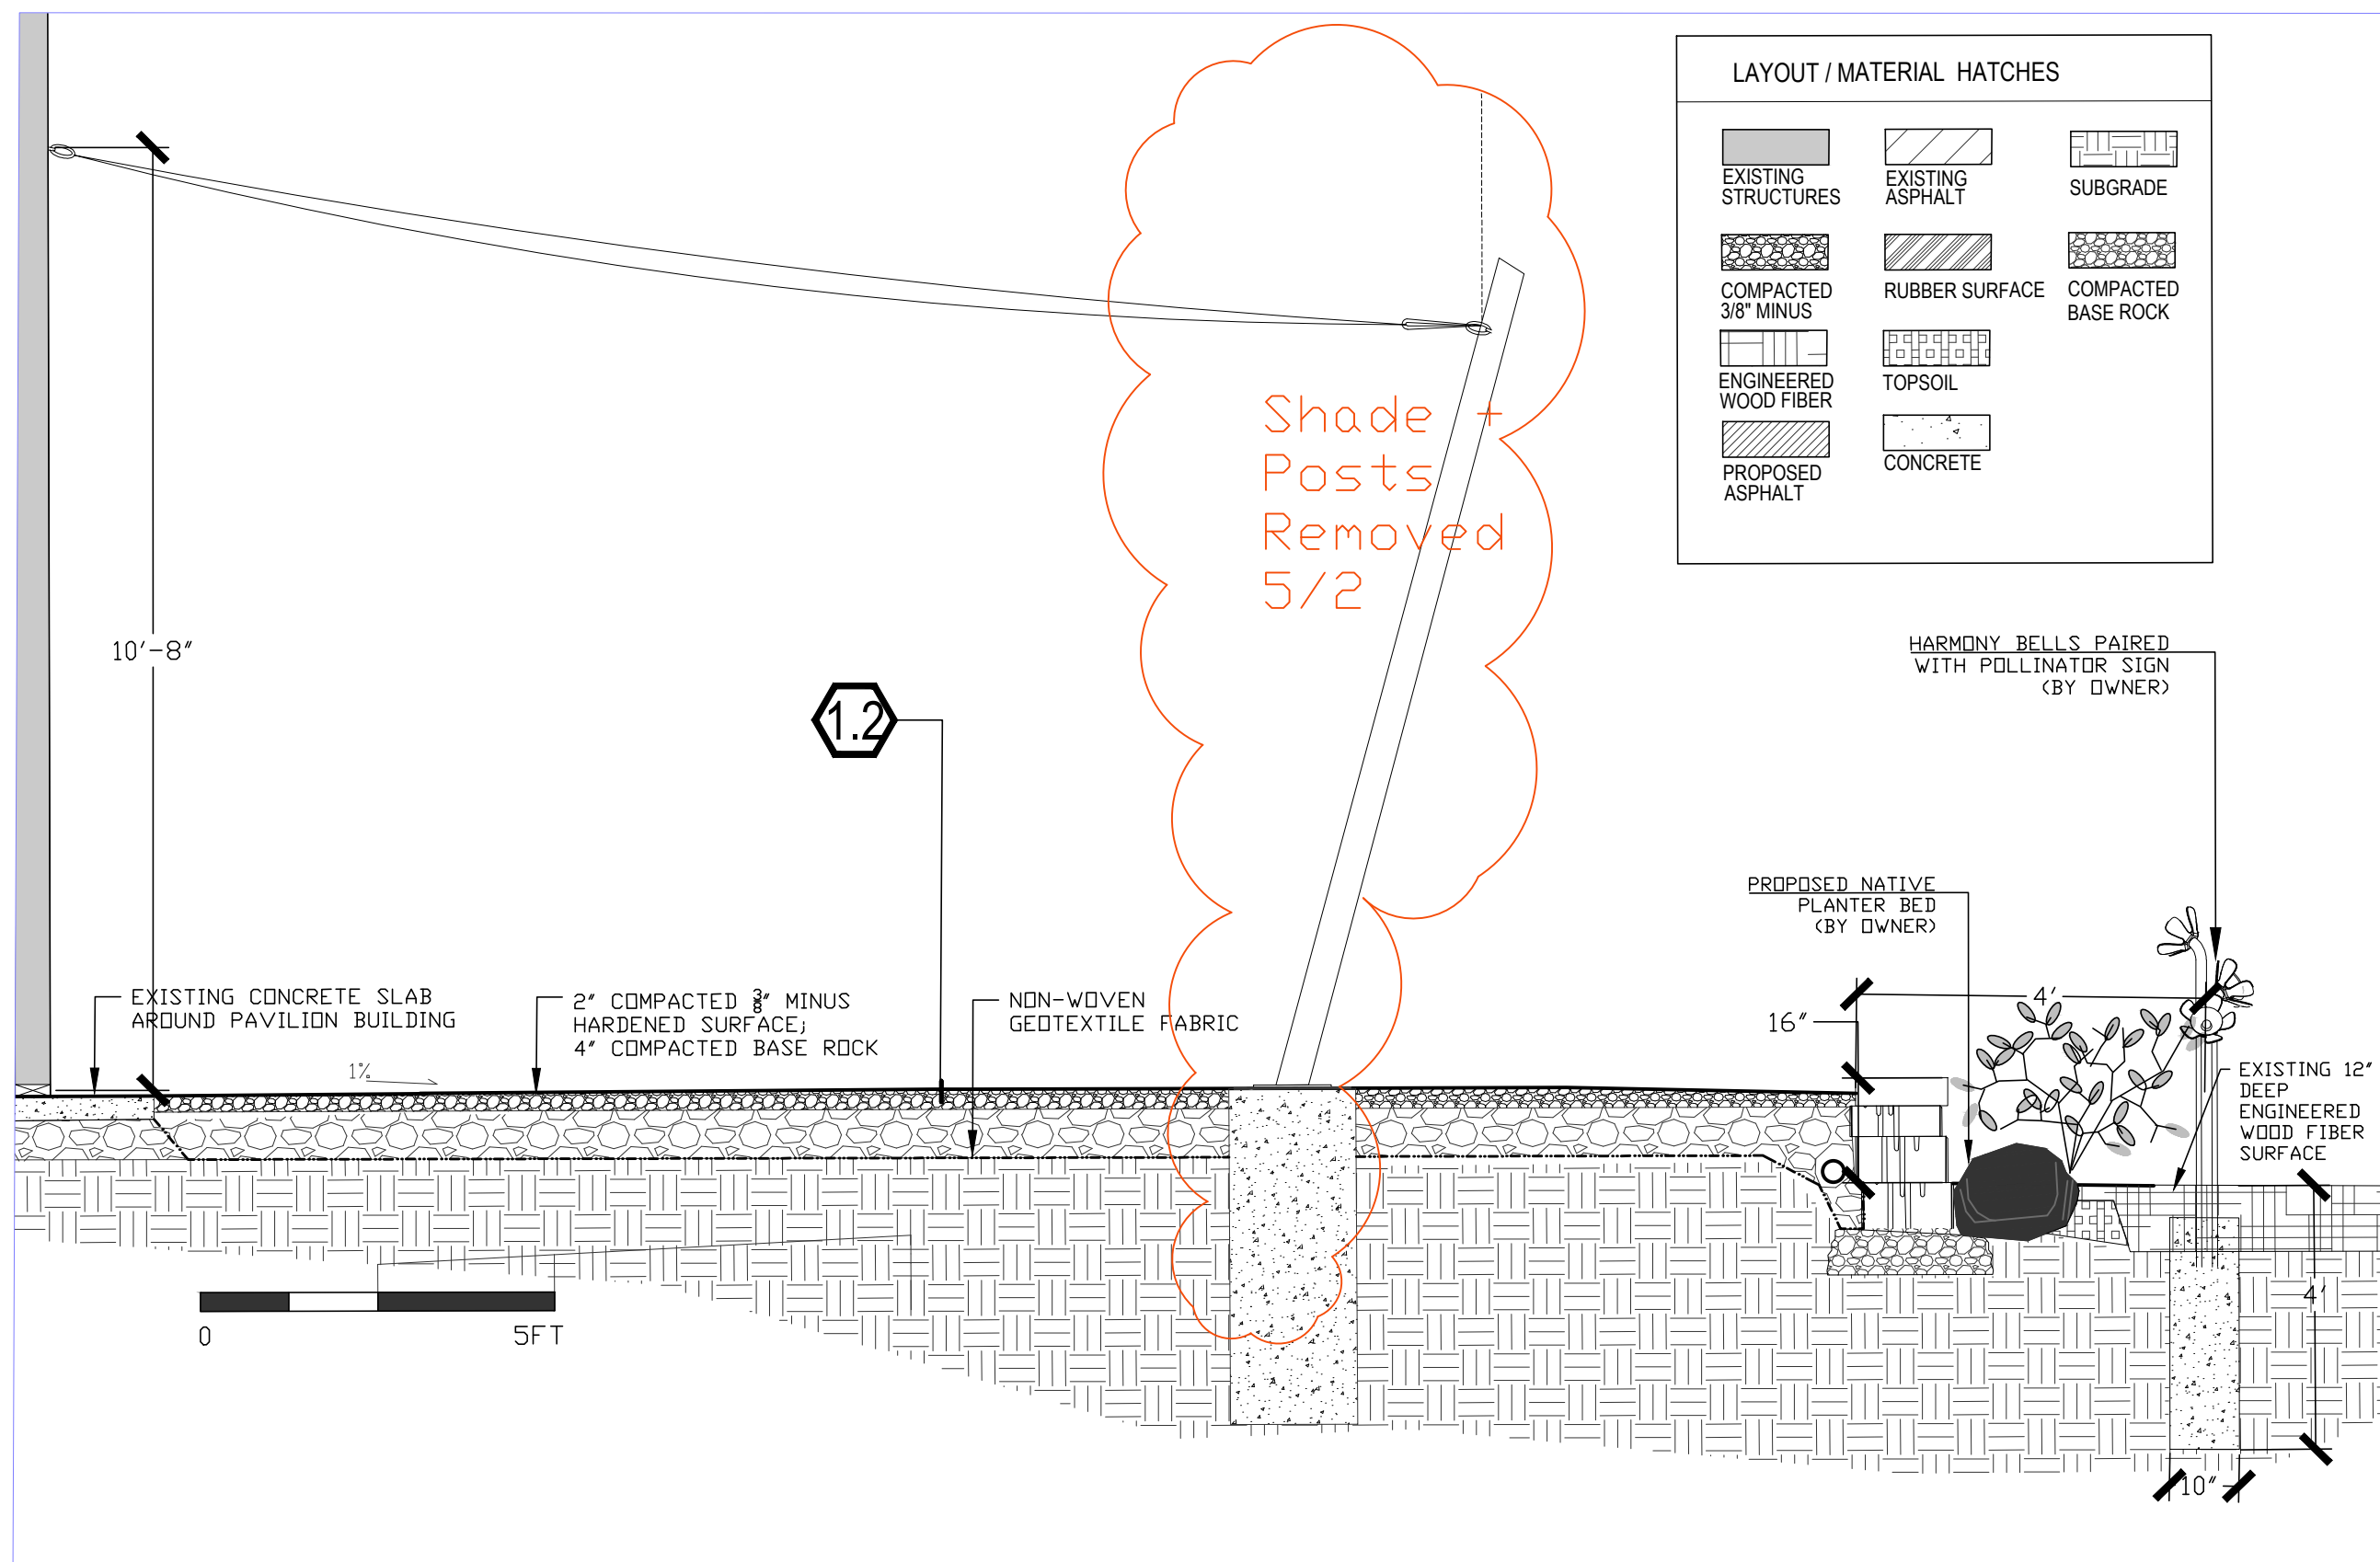 LAYOUT / MATERIAL HATCHES
EXISTING
STRUCTURES
EXISTING
ASPHALT
SUBGRADE
COMPACTED
3/8" MINUS
RUBBER SURFACE
COMPACTED
BASE ROCK
ENGINEERED
WOOD FIBER
TOPSOIL
PROPOSED
ASPHALT
CONCRETE
Shade +
Posts
Removed
5/2
10'-8"
1.2
HARMONY BELLS PAIRED
WITH POLLINATOR SIGN
(BY OWNER)
PROPOSED NATIVE
PLANTER BED
(BY OWNER)
EXISTING CONCRETE SLAB
AROUND PAVILION BUILDING
2" COMPACTED 3/8" MINUS
HARDENED SURFACE;
4" COMPACTED BASE ROCK
NON-WOVEN
GEOTEXTILE FABRIC
16"
4'
1%
EXISTING 12"
DEEP
ENGINEERED
WOOD FIBER
SURFACE
4'
10"
0
5FT